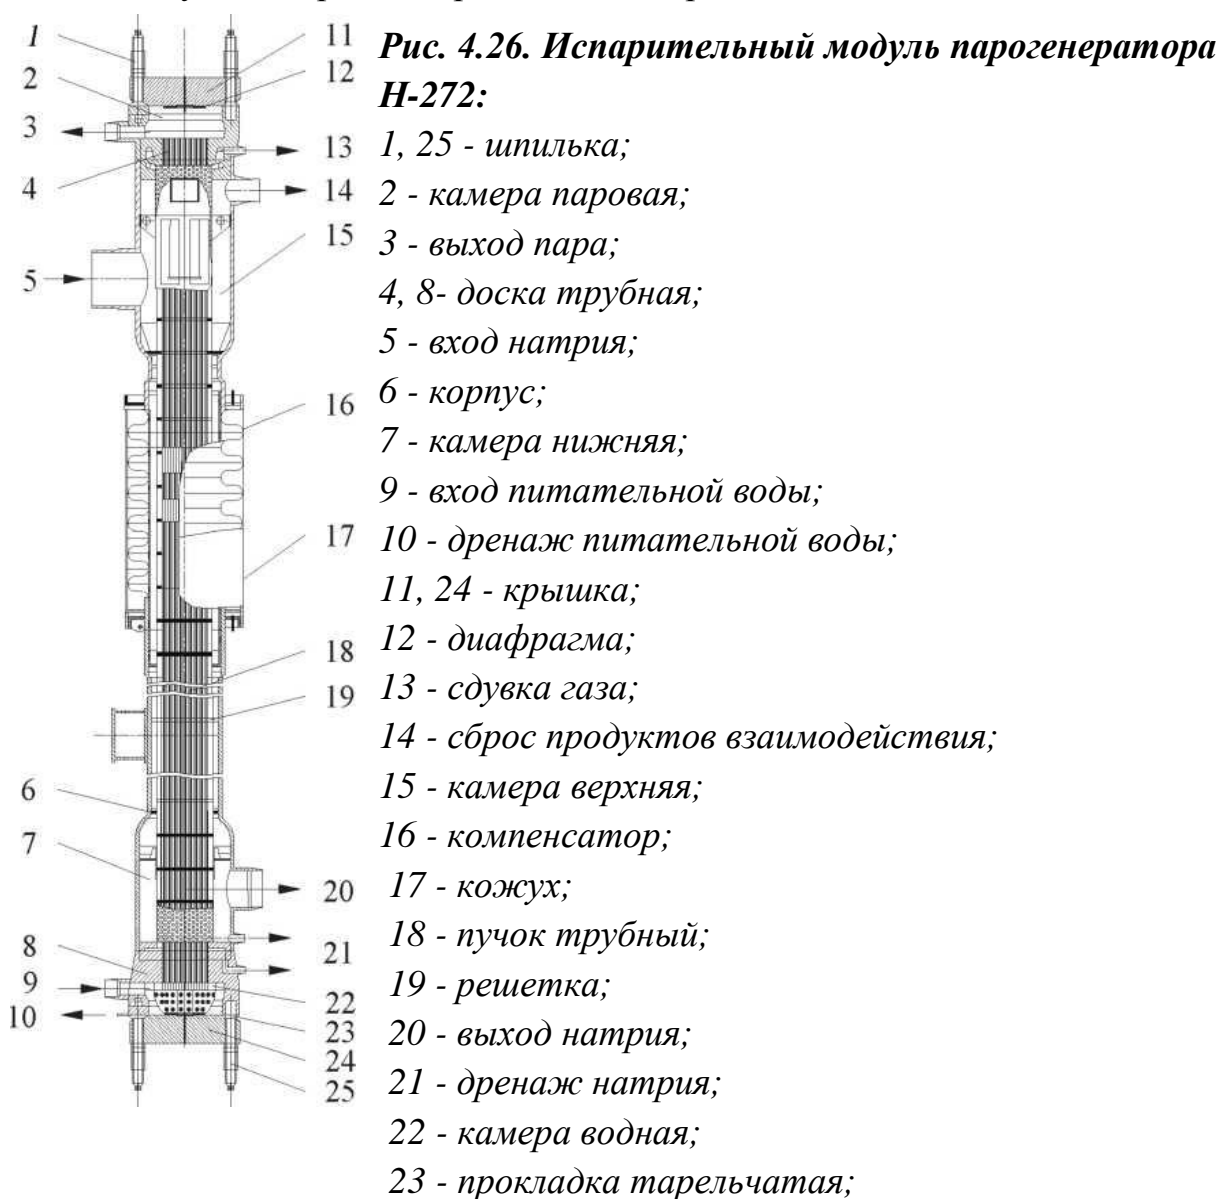 Рис. 4.26. Испарительный модуль парогенератора
Н-272:
1, 25 - шпилька;
2 - камера паровая;
3 - выход пара;
4, 8- доска трубная;
5 - вход натрия;
6 - корпус;
7 - камера нижняя;
9 - вход питательной воды;
10 - дренаж питательной воды;
11, 24 - крышка;
12 - диафрагма;
13 - сдувка газа;
14 - сброс продуктов взаимодействия;
15 - камера верхняя;
16 - компенсатор;
17 - кожух;
18 - пучок трубный;
19 - решетка;
20 - выход натрия;
21 - дренаж натрия;
22 - камера водная;
23 - прокладка тарельчатая;
1
2
3
4
5
6
7
8
9
10
11
12
13
14
15
16
17
18
19
20
21
22
23
24
25